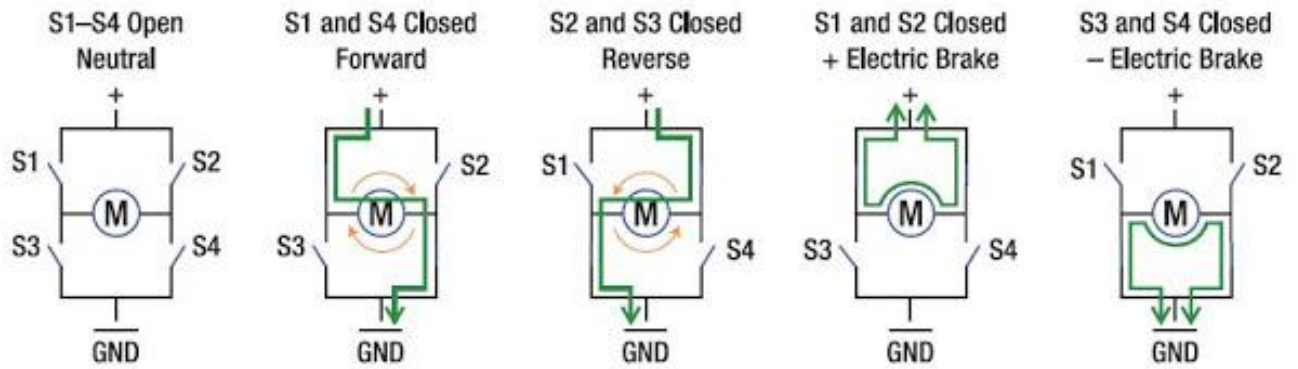 S1–S4 Open
Neutral
+
S1
S2
M
S3
S4
GND
S1 and S4 Closed
Forward
+
S2
M
S3
GND
S2 and S3 Closed
Reverse
+
S1
M
S4
GND
S1 and S2 Closed
+ Electric Brake
+
M
S3
S4
GND
S3 and S4 Closed
– Electric Brake
+
S1
S2
M
GND